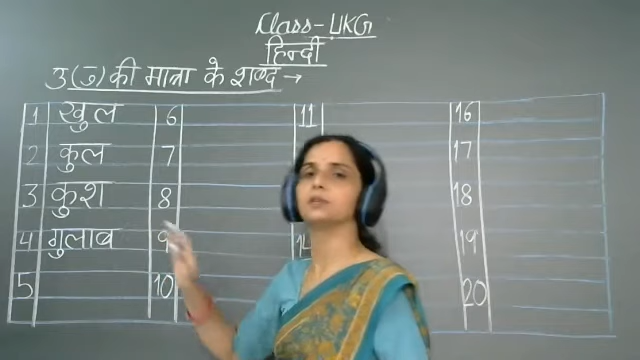 Class-UKG
हिन्दी
उ(ु) की मात्रा के शब्द →
1 खुल 6 11 16
2 कुल 7 17
3 कुश 8 18
4 गुलाब 9 14 19
5 10 20